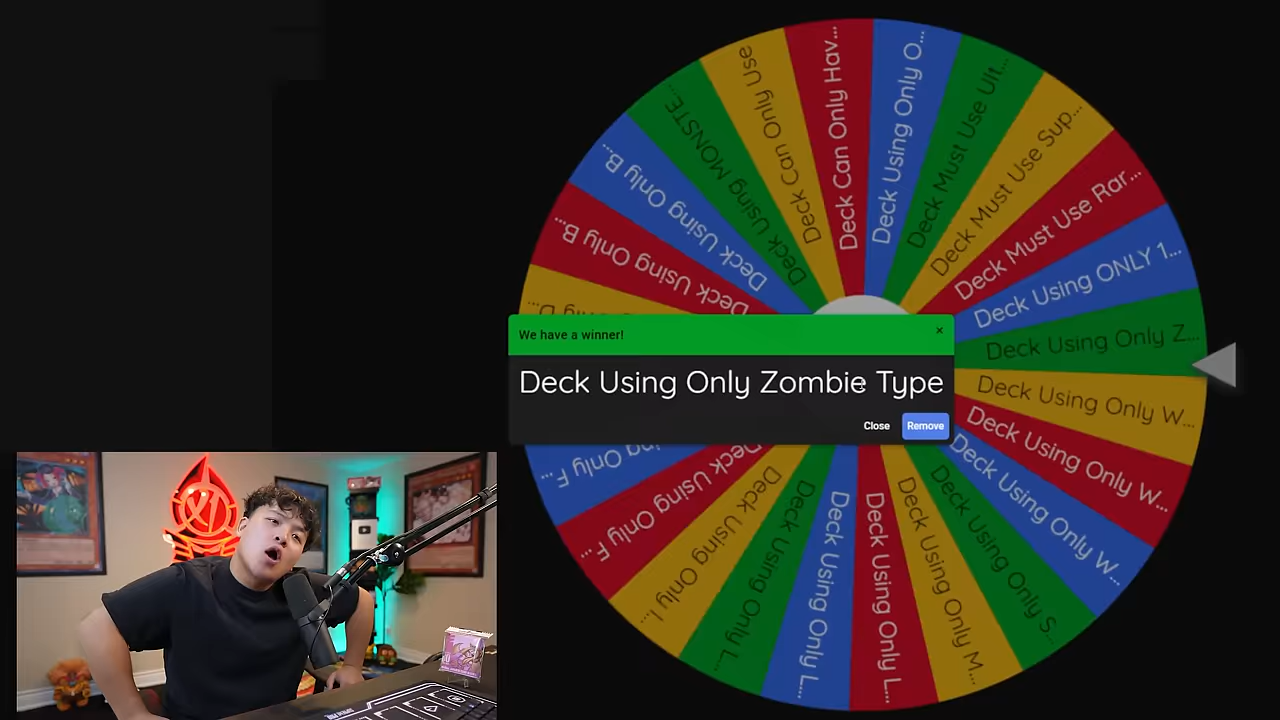 We have a winner!
×
Deck Using Only Zombie Type
Close
Remove
Deck Using Only B...
Deck Using Only B...
Deck Using MONSTE...
Deck Can Only Use
Deck Can Only Hav...
Deck Using Only O...
Deck Must Use Ult...
Deck Must Use Sup...
Deck Must Use Rar...
Deck Using ONLY 1...
Deck Using Only Z...
Deck Using Only W...
Deck Using Only W...
Deck Using Only W...
Deck Using Only S...
Deck Using Only M...
Deck Using Only L...
Deck Using Only L...
Deck Using Only L...
Deck Using Only I...
Deck Using Only F...
Only F...